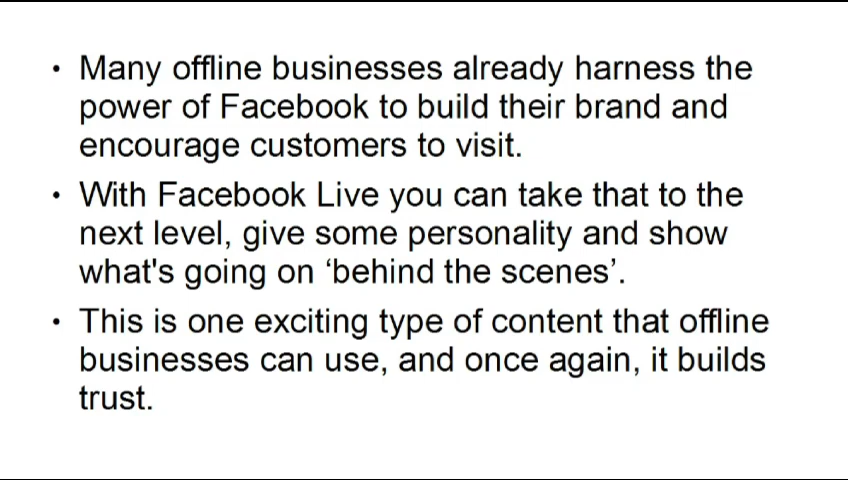 • Many offline businesses already harness the
power of Facebook to build their brand and
encourage customers to visit.
• With Facebook Live you can take that to the
next level, give some personality and show
what's going on ‘behind the scenes’.
• This is one exciting type of content that offline
businesses can use, and once again, it builds
trust.